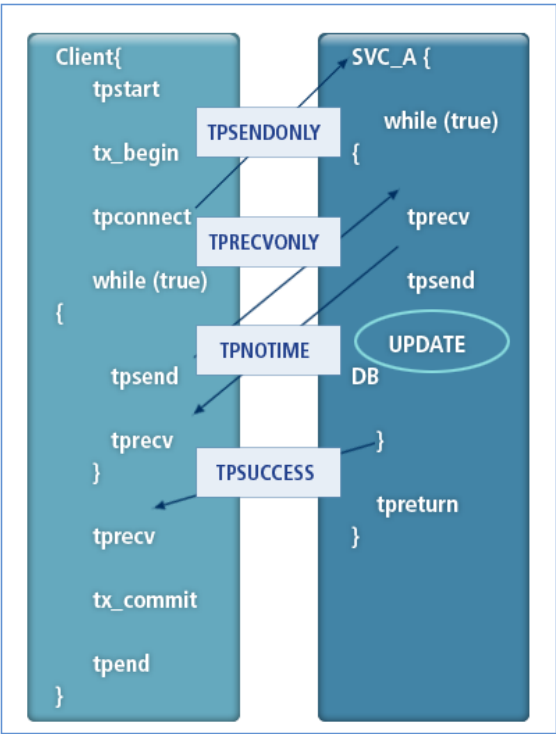 Client{
tpstart
tx_begin
tpconnect
while (true)
{
tpsend
tprecv
}
tprecv
tx_commit
tpend
}
TPSENDONLY
TPRECVONLY
TPNOTIME
TPSUCCESS
SVC_A {
while (true)
{
tprecv
tpsend
UPDATE
DB
}
tpreturn
}